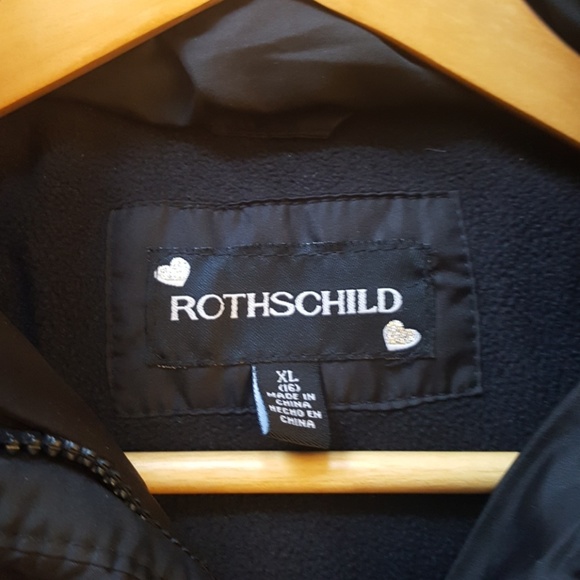 ROTHSCHILD
XL
(16)
MADE IN
CHINA
HECHO EN
CHINA